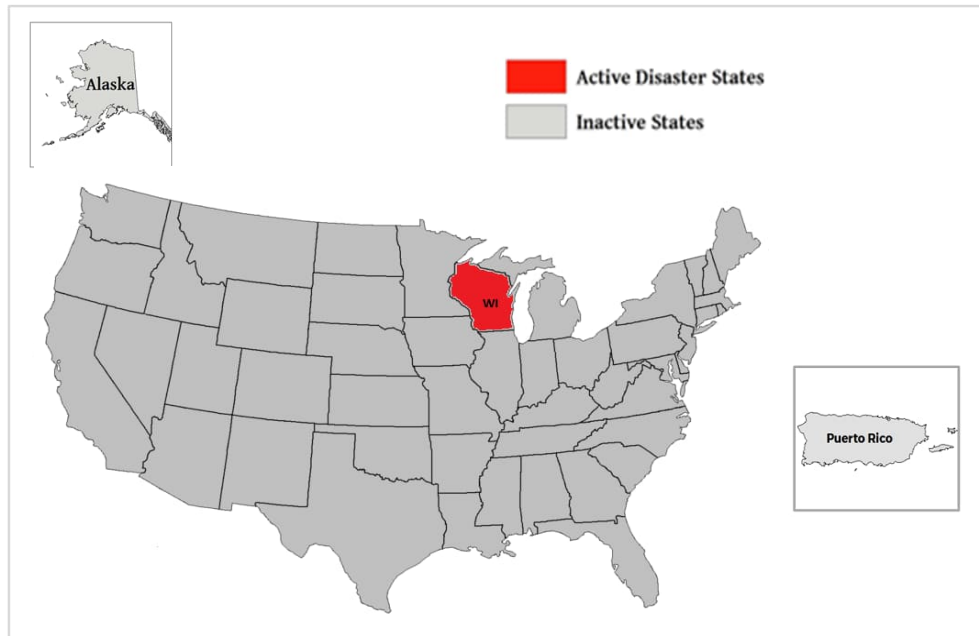 Alaska
Active Disaster States
Inactive States
WI
Puerto Rico